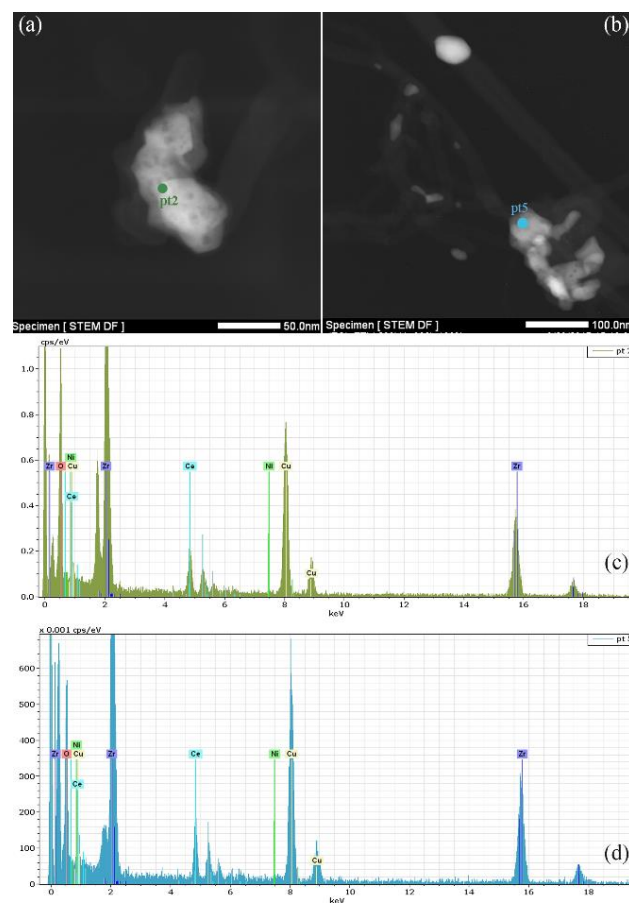 (a)
(b)
pt2
pt5
Specimen [ STEM DF ] 50.0nm
Specimen [ STEM DF ] 100.0nm
cps/eV
pt
1.0
0.8
0.6
0.4
0.2
0.0
Ni
Zr O Cu Zr Ce Ni Cu Zr
Ce
Cu
(c)
0 2 4 6 8 10 12 14 16 18
keV
x 0.001 cps/eV
pt
600
500
400
300
200
100
0
Ni
Zr O Cu Zr Ce Ni Cu Zr
Ce
Cu
(d)
0 2 4 6 8 10 12 14 16 18
keV